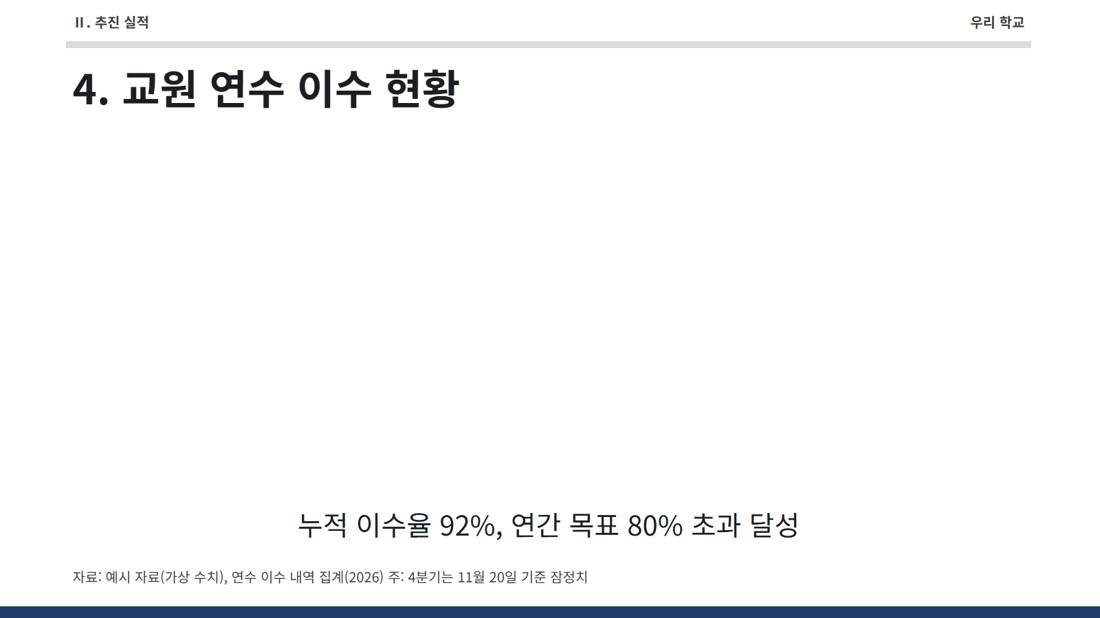 II. 추진 실적
우리 학교
4. 교원 연수 이수 현황
누적 이수율 92%, 연간 목표 80% 초과 달성
자료: 예시 자료(가상 수치), 연수 이수 내역 집계(2026) 주: 4분기는 11월 20일 기준 잠정치